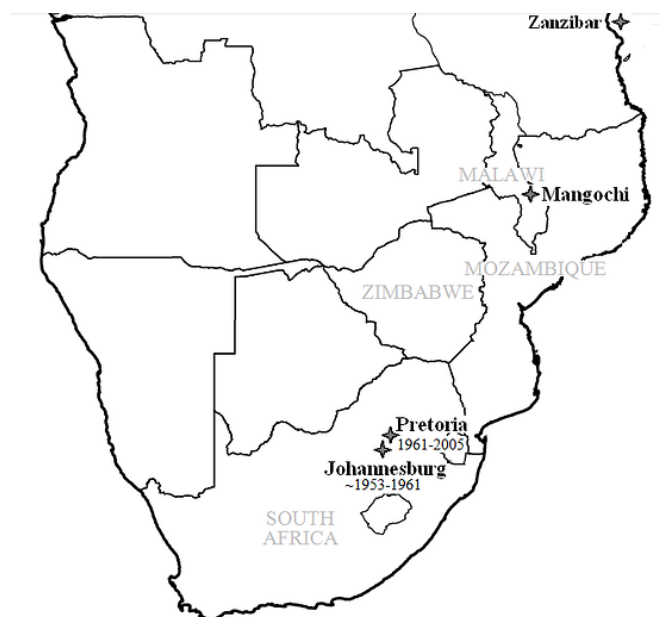 Zanzibar
MALAWI
Mangochi
MOZAMBIQUE
ZIMBABWE
Pretoria
1961-2005
Johannesburg
~1953-1961
SOUTH
AFRICA